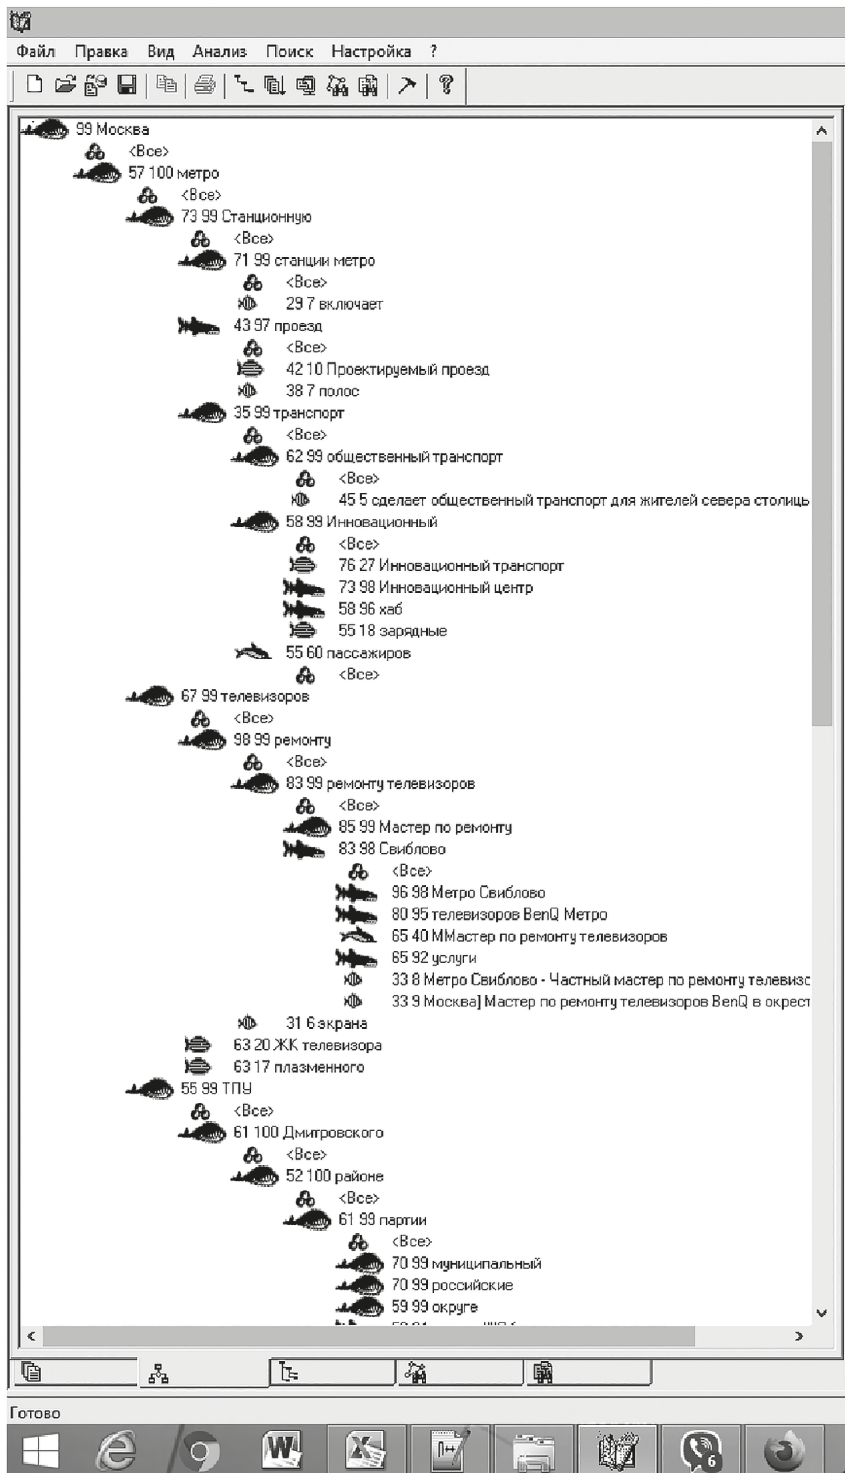 Файл Правка Вид Анализ Поиск Настройка ?
99 Москва
<Все>
57 100 метро
<Все>
73 99 Станционную
<Все>
71 99 станции метро
<Все>
29 7 включает
43 97 проезд
<Все>
42 10 Проектируемый проезд
38 7 полос
35 99 транспорт
<Все>
62 99 общественный транспорт
<Все>
45 5 сделает общественный транспорт для жителей севера столицы
58 99 Инновационный
<Все>
76 27 Инновационный транспорт
73 98 Инновационный центр
58 96 хаб
55 18 зарядные
55 60 пассажиров
<Все>
67 99 телевизоров
<Все>
98 99 ремонту
<Все>
83 99 ремонту телевизоров
<Все>
85 99 Мастер по ремонту
83 98 Свиблово
<Все>
96 98 Метро Свиблово
80 95 телевизоров BenQ Метро
65 40 ММастер по ремонту телевизоров
65 92 услуги
33 8 Метро Свиблово - Частный мастер по ремонту телевизс
33 9 Москва] Мастер по ремонту телевизоров BenQ в окрест
31 6 экрана
63 20 ЖК телевизора
63 17 плазменного
55 99 ТПУ
<Все>
61 100 Дмитровского
<Все>
52 100 районе
<Все>
61 99 партии
<Все>
70 99 муниципальный
70 99 российские
59 99 округе
Готово
6